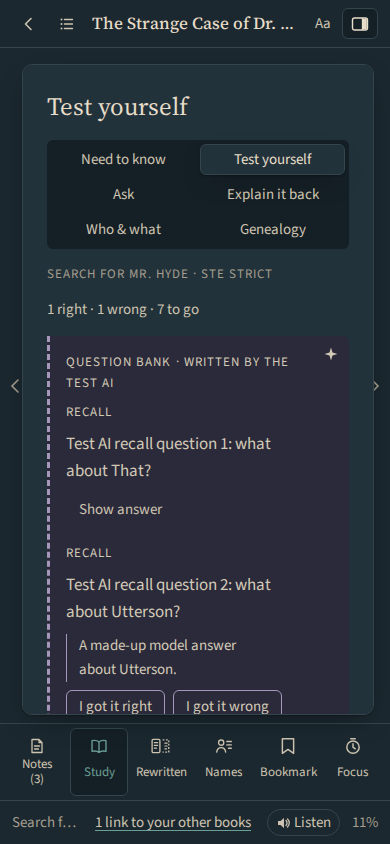 The Strange Case of Dr. ...
Aa
Test yourself
Need to know
Test yourself
Ask
Explain it back
Who & what
Genealogy
SEARCH FOR MR. HYDE · STE STRICT
1 right · 1 wrong · 7 to go
QUESTION BANK · WRITTEN BY THE
TEST AI
RECALL
Test AI recall question 1: what
about That?
Show answer
RECALL
Test AI recall question 2: what
about Utterson?
A made-up model answer
about Utterson.
I got it right
I got it wrong
Notes
(3)
Study
Rewritten
Names
Bookmark
Focus
Search f...
1 link to your other books
Listen
11%